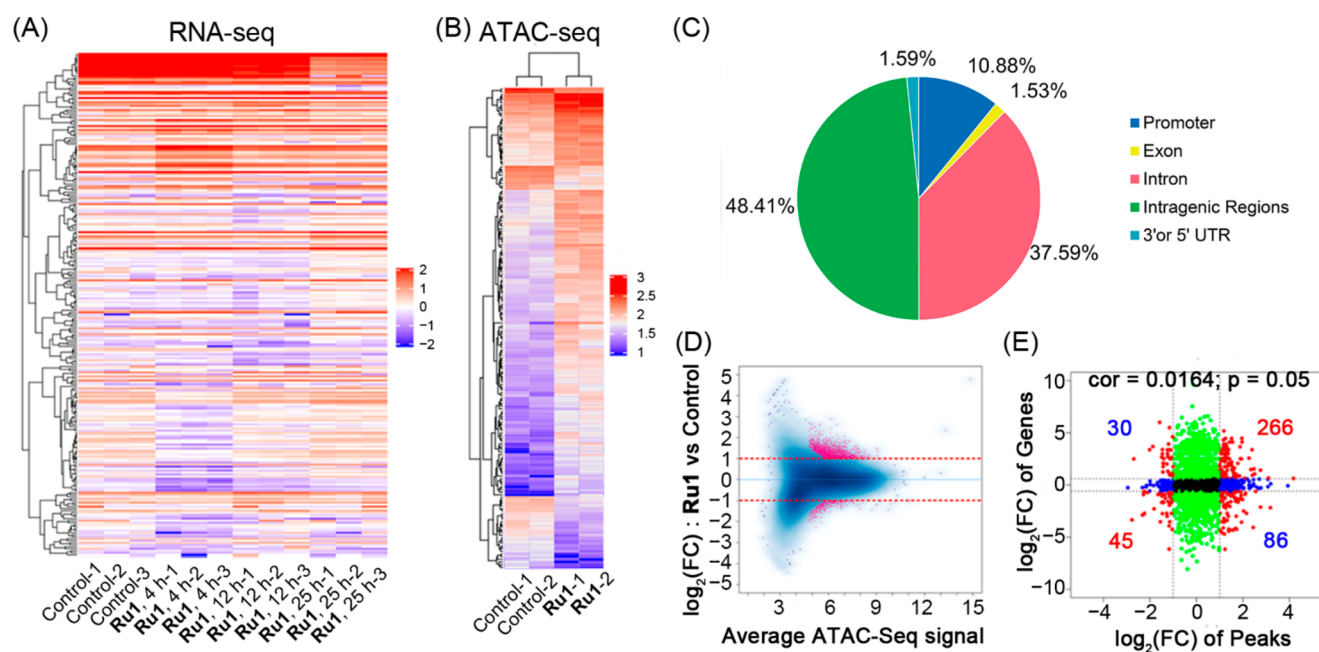 (A)
RNA-seq
2
1
0
−1
−2
Control-1
Control-2
Control-3
Ru1, 4 h-1
Ru1, 4 h-2
Ru1, 4 h-3
Ru1, 12 h-1
Ru1, 12 h-2
Ru1, 12 h-3
Ru1, 25 h-1
Ru1, 25 h-2
Ru1, 25 h-3
(B)
ATAC-seq
3
2.5
2
1.5
1
Control-1
Control-2
Ru1-1
Ru1-2
(C)
1.59%
10.88%
1.53%
48.41%
37.59%
Promoter
Exon
Intron
Intragenic Regions
3'or 5' UTR
(D)
log2(FC) : Ru1 vs Control
5
4
3
2
1
0
−1
−2
−3
−4
−5
3 6 9 12 15
Average ATAC-Seq signal
(E)
cor = 0.0164; p = 0.05
log2(FC) of Genes
10
5
0
−5
−10
30 266
45 86
−4 −2 0 2 4
log2(FC) of Peaks